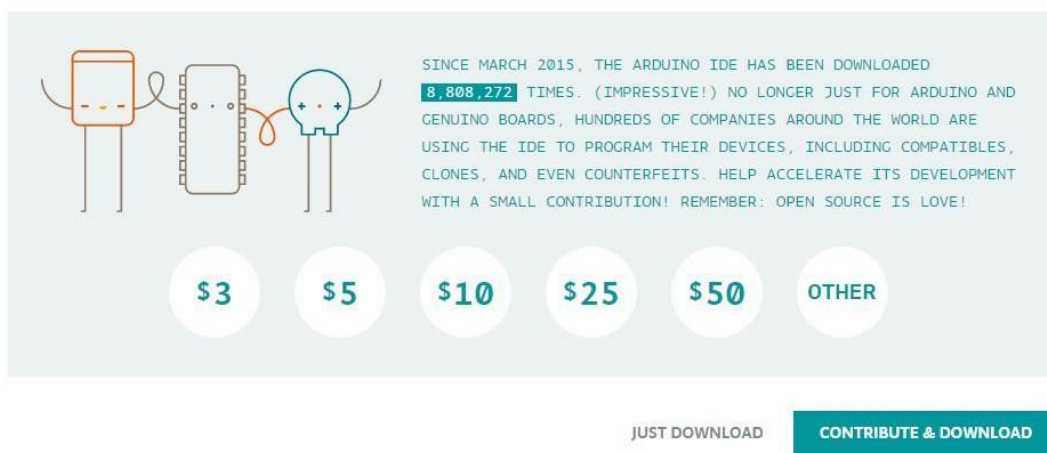 SINCE MARCH 2015, THE ARDUINO IDE HAS BEEN DOWNLOADED
8,808,272 TIMES. (IMPRESSIVE!) NO LONGER JUST FOR ARDUINO AND
GENUINO BOARDS, HUNDREDS OF COMPANIES AROUND THE WORLD ARE
USING THE IDE TO PROGRAM THEIR DEVICES, INCLUDING COMPATIBLES,
CLONES, AND EVEN COUNTERFEITS. HELP ACCELERATE ITS DEVELOPMENT
WITH A SMALL CONTRIBUTION! REMEMBER: OPEN SOURCE IS LOVE!
$3 $5 $10 $25 $50 OTHER
JUST DOWNLOAD CONTRIBUTE & DOWNLOAD